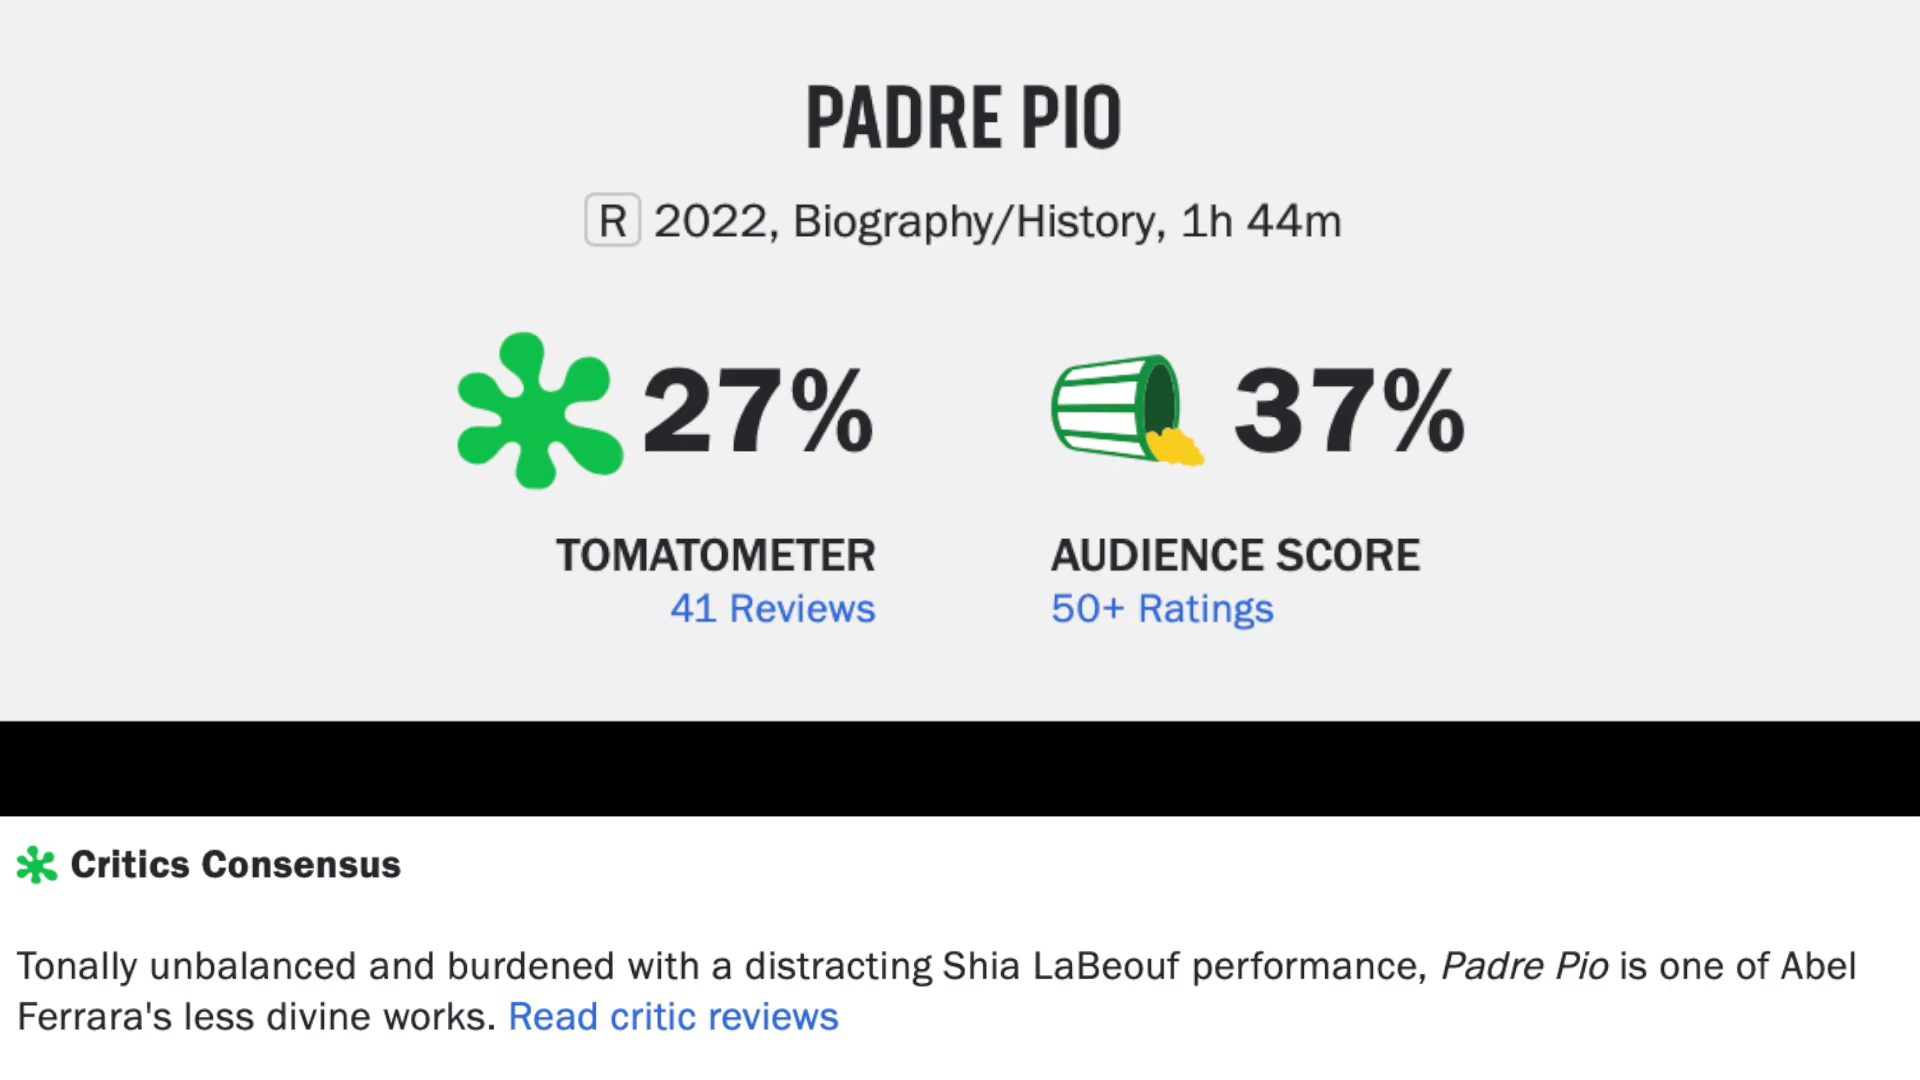 PADRE PIO
R 2022, Biography/History, 1h 44m
27% 37%
TOMATOMETER AUDIENCE SCORE
41 Reviews 50+ Ratings
Critics Consensus
Tonally unbalanced and burdened with a distracting Shia LaBeouf performance, Padre Pio is one of Abel
Ferrara's less divine works. Read critic reviews